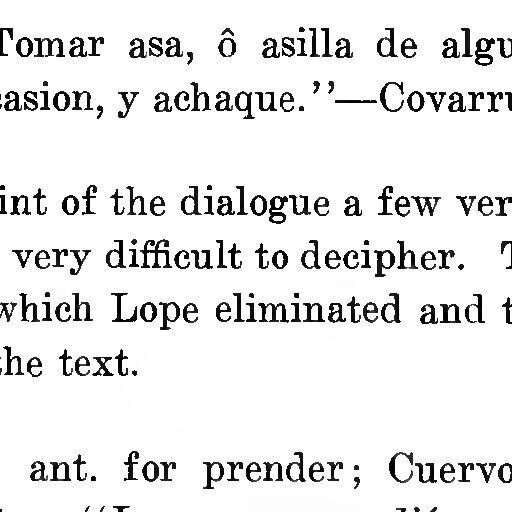 Tomar asa, ô asilla de algu
casion, y achaque.''—Covarru
int of the dialogue a few ver
very difficult to decipher. T
which Lope eliminated and t
the text.
ant. for prender; Cuervo